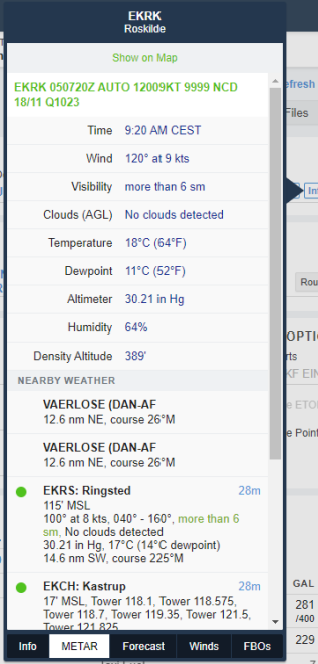 EKRK
Roskilde
Show on Map
EKRK 050720Z AUTO 12009KT 9999 NCD
18/11 Q1023
Time 9:20 AM CEST
Wind 120° at 9 kts
Visibility more than 6 sm
Clouds (AGL) No clouds detected
Temperature 18°C (64°F)
Dewpoint 11°C (52°F)
Altimeter 30.21 in Hg
Humidity 64%
Density Altitude 389'
NEARBY WEATHER
VAERLOSE (DAN-AF
12.6 nm NE, course 26°M
VAERLOSE (DAN-AF
12.6 nm NE, course 26°M
EKRS: Ringsted 28m
115' MSL
100° at 8 kts, 040° - 160°, more than 6
sm, No clouds detected
30.21 in Hg, 17°C (14°C dewpoint)
14.6 nm SW, course 225°M
EKCH: Kastrup 28m
17' MSL, Tower 118.1, Tower 118.575,
Tower 118.7, Tower 119.35, Tower 121.5,
Tower 121.825
Info METAR Forecast Winds FBOs
efresh
Files
In
Rou
OPTI
rts
KF EIN
e ETO
e Point
GAL
281
/400
229